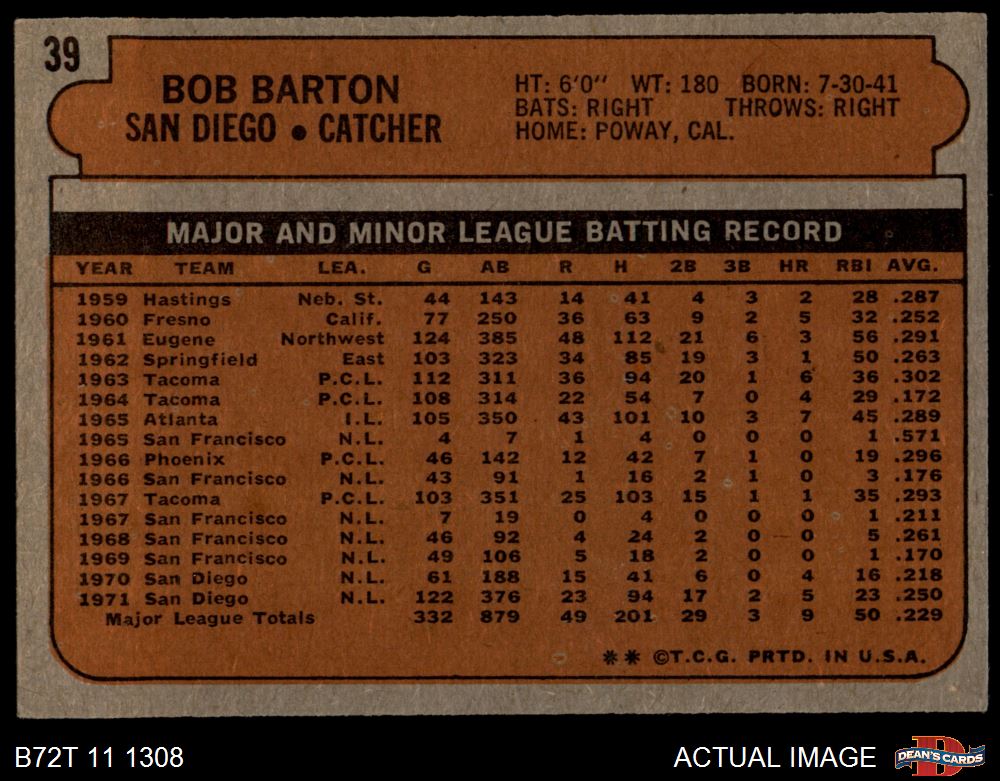 39
BOB BARTON
SAN DIEGO • CATCHER
HT: 6'0" WT: 180 BORN: 7-30-41
BATS: RIGHT THROWS: RIGHT
HOME: POWAY, CAL.
MAJOR AND MINOR LEAGUE BATTING RECORD
YEAR TEAM LEA. G AB R H 2B 3B HR RBI AVG.
1959 Hastings Neb. St. 44 143 14 41 4 3 2 28 .287
1960 Fresno Calif. 77 250 36 63 9 2 5 32 .252
1961 Eugene Northwest 124 385 48 112 21 6 3 56 .291
1962 Springfield East 103 323 34 85 19 3 1 50 .263
1963 Tacoma P.C.L. 112 311 36 94 20 1 6 36 .302
1964 Tacoma P.C.L. 108 314 22 54 7 0 4 29 .172
1965 Atlanta I.L. 105 350 43 101 10 3 7 45 .289
1965 San Francisco N.L. 4 7 1 4 0 0 0 1 .571
1966 Phoenix P.C.L. 46 142 12 42 7 1 0 19 .296
1966 San Francisco N.L. 43 91 1 16 2 1 0 3 .176
1967 Tacoma P.C.L. 103 351 25 103 15 1 1 35 .293
1967 San Francisco N.L. 7 19 0 4 0 0 0 1 .211
1968 San Francisco N.L. 46 92 4 24 2 0 0 5 .261
1969 San Francisco N.L. 49 106 5 18 2 0 0 1 .170
1970 San Diego N.L. 61 188 15 41 6 0 4 16 .218
1971 San Diego N.L. 122 376 23 94 17 2 5 23 .250
Major League Totals 332 879 49 201 29 3 9 50 .229
** ©T.C.G. PRTD. IN U.S.A.
B72T 11 1308
ACTUAL IMAGE
DEAN'S CARDS